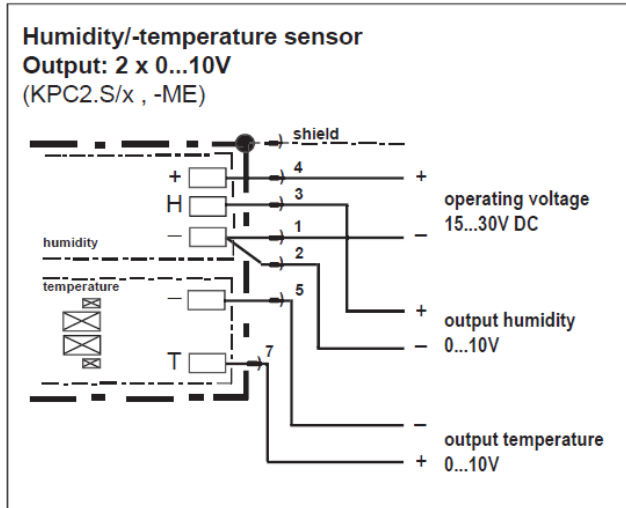 Humidity/-temperature sensor
Output: 2 x 0...10V
(KPC2.S/x , -ME)
shield
+ 4 +
H 3
operating voltage
15...30V DC
− 1 −
humidity
2
temperature
− 5
+
output humidity
0...10V
−
T 7
−
output temperature
0...10V
+